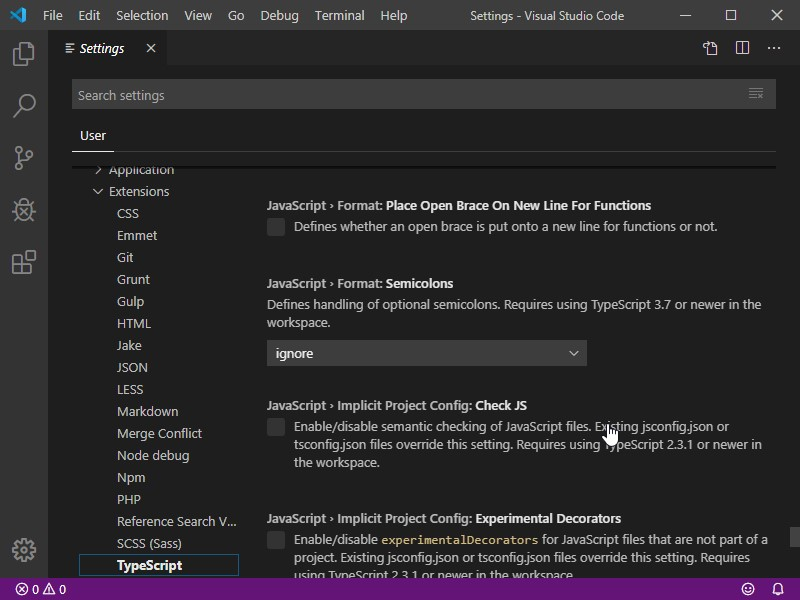 File Edit Selection View Go Debug Terminal Help Settings - Visual Studio Code
Settings
Search settings
User
Application
Extensions
CSS
Emmet
Git
Grunt
Gulp
HTML
Jake
JSON
LESS
Markdown
Merge Conflict
Node debug
Npm
PHP
Reference Search V...
SCSS (Sass)
TypeScript
JavaScript › Format: Place Open Brace On New Line For Functions
Defines whether an open brace is put onto a new line for functions or not.
JavaScript › Format: Semicolons
Defines handling of optional semicolons. Requires using TypeScript 3.7 or newer in the
workspace.
ignore
JavaScript › Implicit Project Config: Check JS
Enable/disable semantic checking of JavaScript files. Existing jsconfig.json or
tsconfig.json files override this setting. Requires using TypeScript 2.3.1 or newer in
the workspace.
JavaScript › Implicit Project Config: Experimental Decorators
Enable/disable experimentalDecorators for JavaScript files that are not part of a
project. Existing jsconfig.json or tsconfig.json files override this setting. Requires
using TypeScript 2.3.1 or newer in the workspace.
0 0